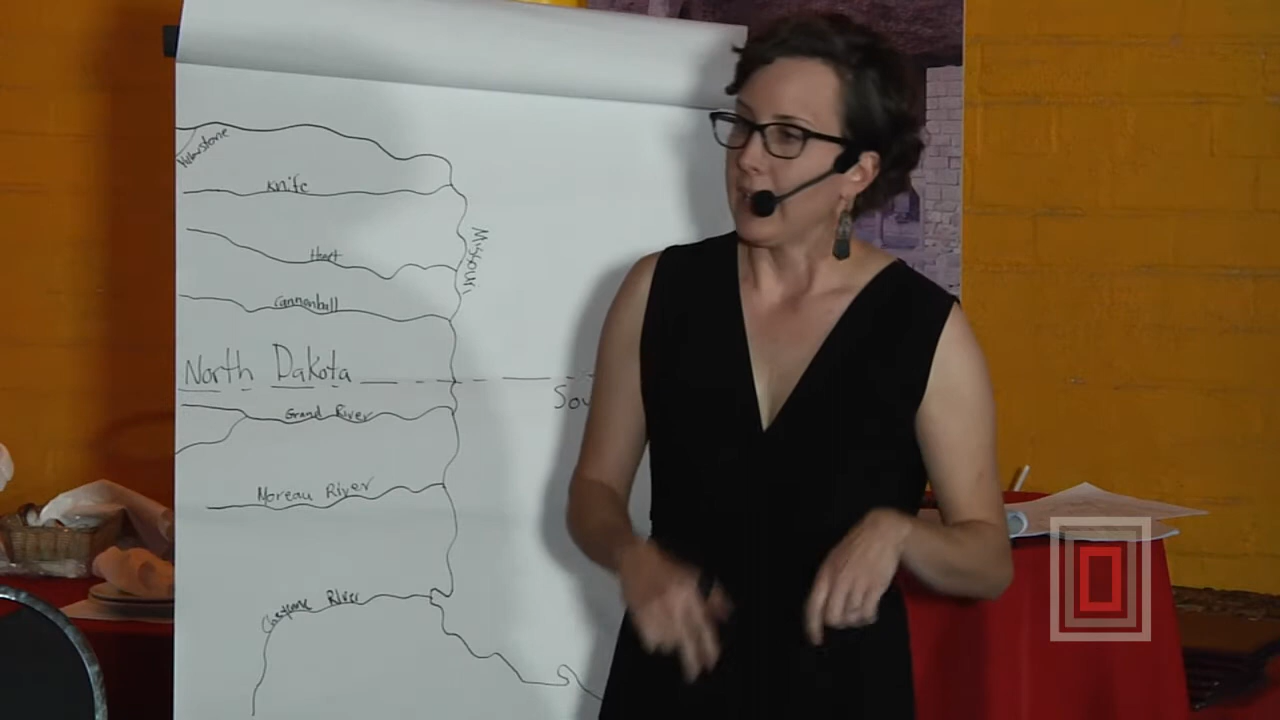 Yellowstone
Knife
Heart
Missouri
Cannonball
North Dakota
Sou
Grand River
Moreau River
Cheyenne River